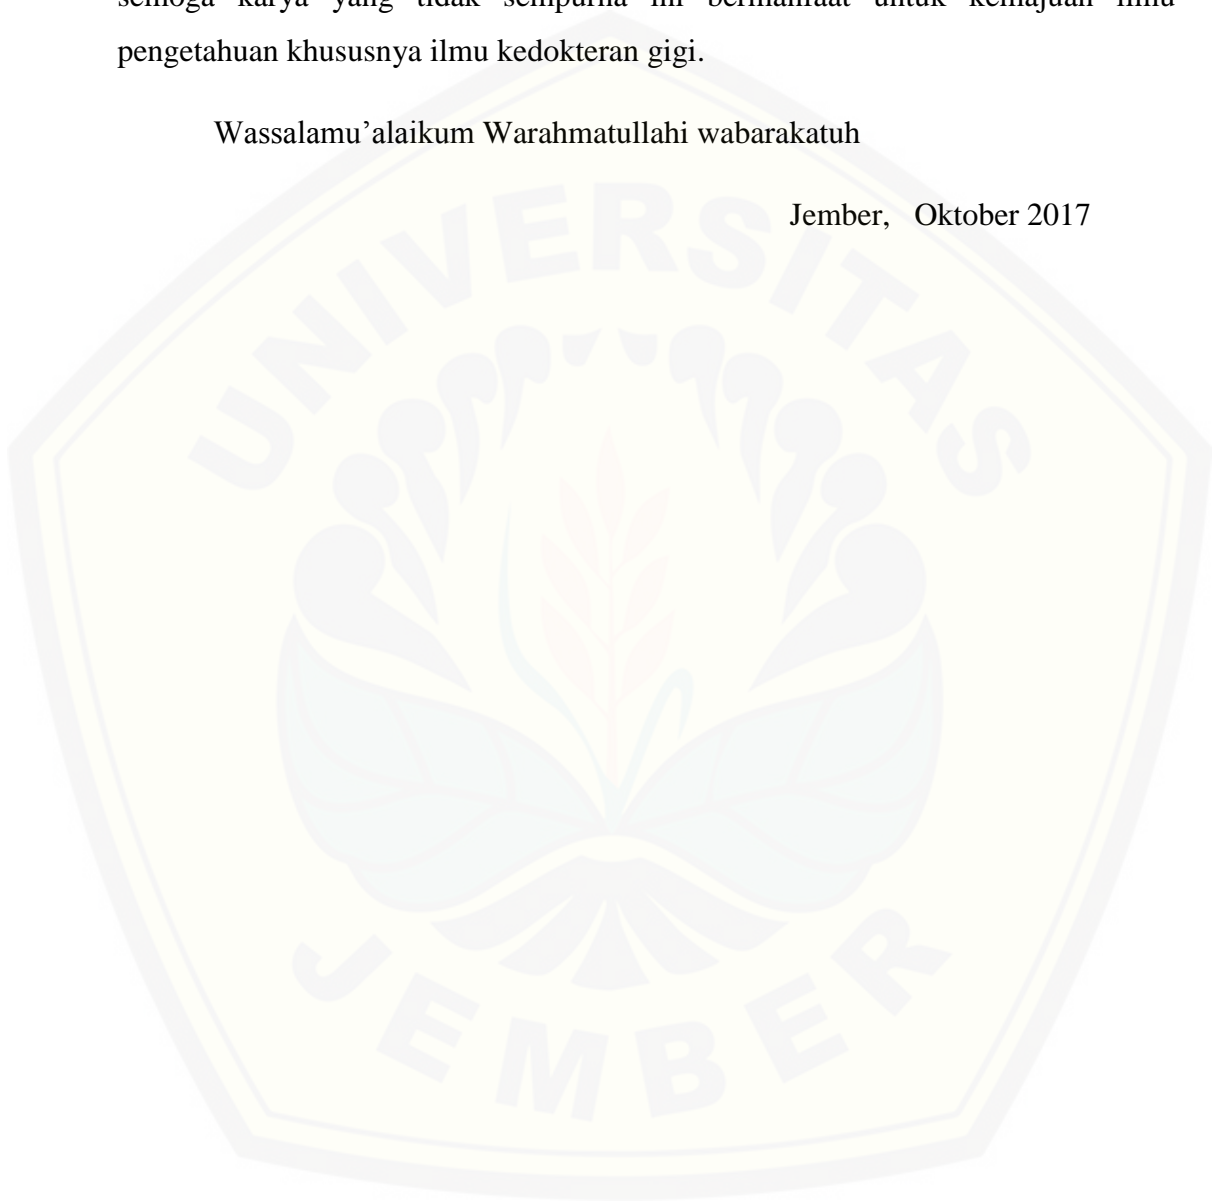 semoga karya yang tidak sempurna ini bermanfaat untuk kemajuan ilmu
pengetahuan khususnya ilmu kedokteran gigi.
Wassalamu’alaikum Warahmatullahi wabarakatuh
Jember, Oktober 2017
UNIVERSITAS
JEMBER